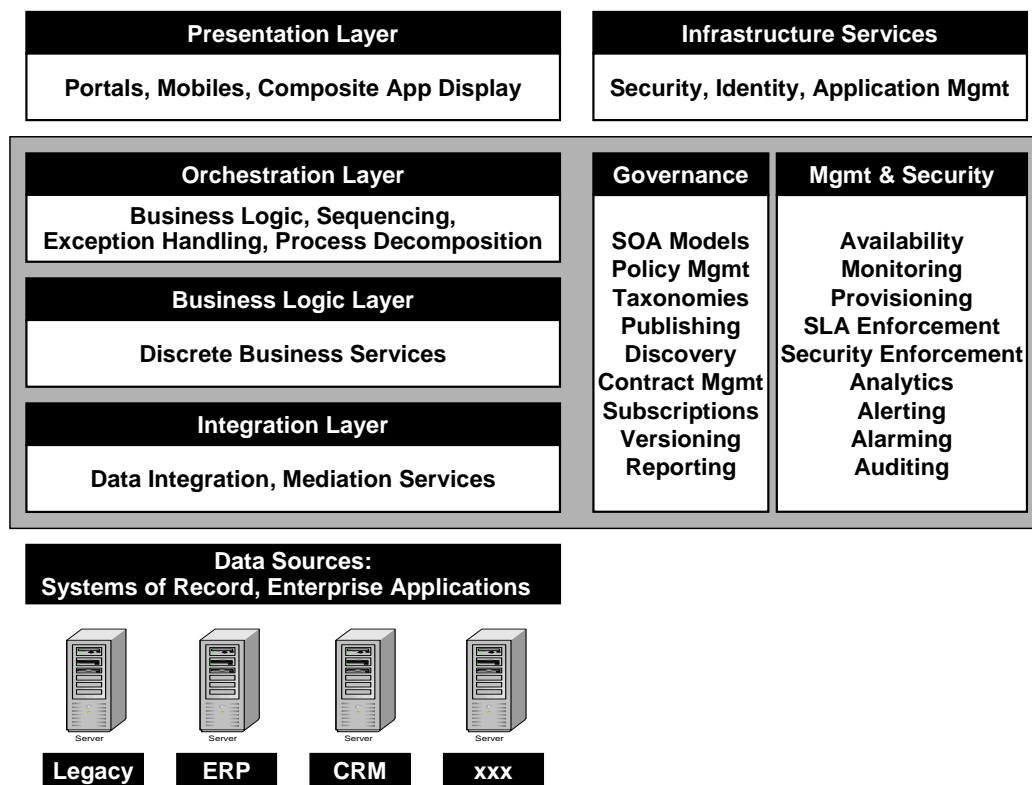 Presentation Layer
Portals, Mobiles, Composite App Display
Infrastructure Services
Security, Identity, Application Mgmt
Orchestration Layer
Business Logic, Sequencing,
Exception Handling, Process Decomposition
Business Logic Layer
Discrete Business Services
Integration Layer
Data Integration, Mediation Services
Governance
SOA Models
Policy Mgmt
Taxonomies
Publishing
Discovery
Contract Mgmt
Subscriptions
Versioning
Reporting
Mgmt & Security
Availability
Monitoring
Provisioning
SLA Enforcement
Security Enforcement
Analytics
Alerting
Alarming
Auditing
Data Sources:
Systems of Record, Enterprise Applications
Server
Server
Server
Server
Legacy
ERP
CRM
xxx